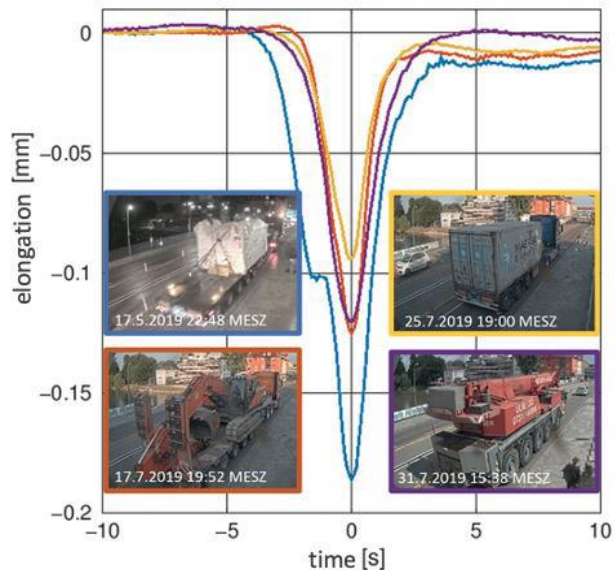 0
−0.05
−0.1
−0.15
−0.2
elongation [mm]
17.5.2019 22:48 MESZ
25.7.2019 19:00 MESZ
17.7.2019 19:52 MESZ
31.7.2019 15:38 MESZ
−10
−5
0
5
10
time [s]